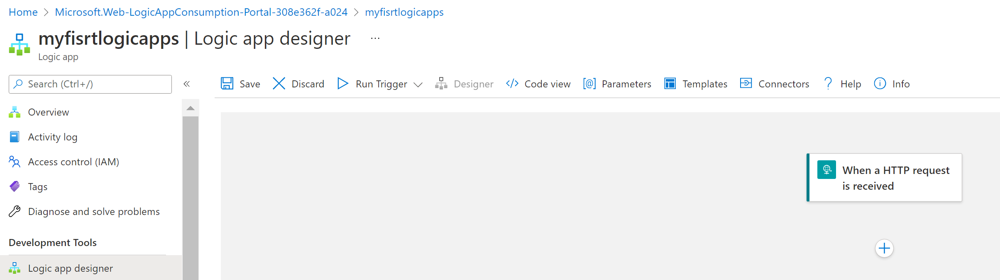 Home > Microsoft.Web-LogicAppConsumption-Portal-308e362f-a024 > myfisrtlogicapps
myfisrtlogicapps | Logic app designer ...
Logic app
Search (Ctrl+/) «
Save Discard Run Trigger Designer Code view Parameters Templates Connectors Help Info
Overview
Activity log
Access control (IAM)
Tags
Diagnose and solve problems
Development Tools
Logic app designer
When a HTTP request
is received